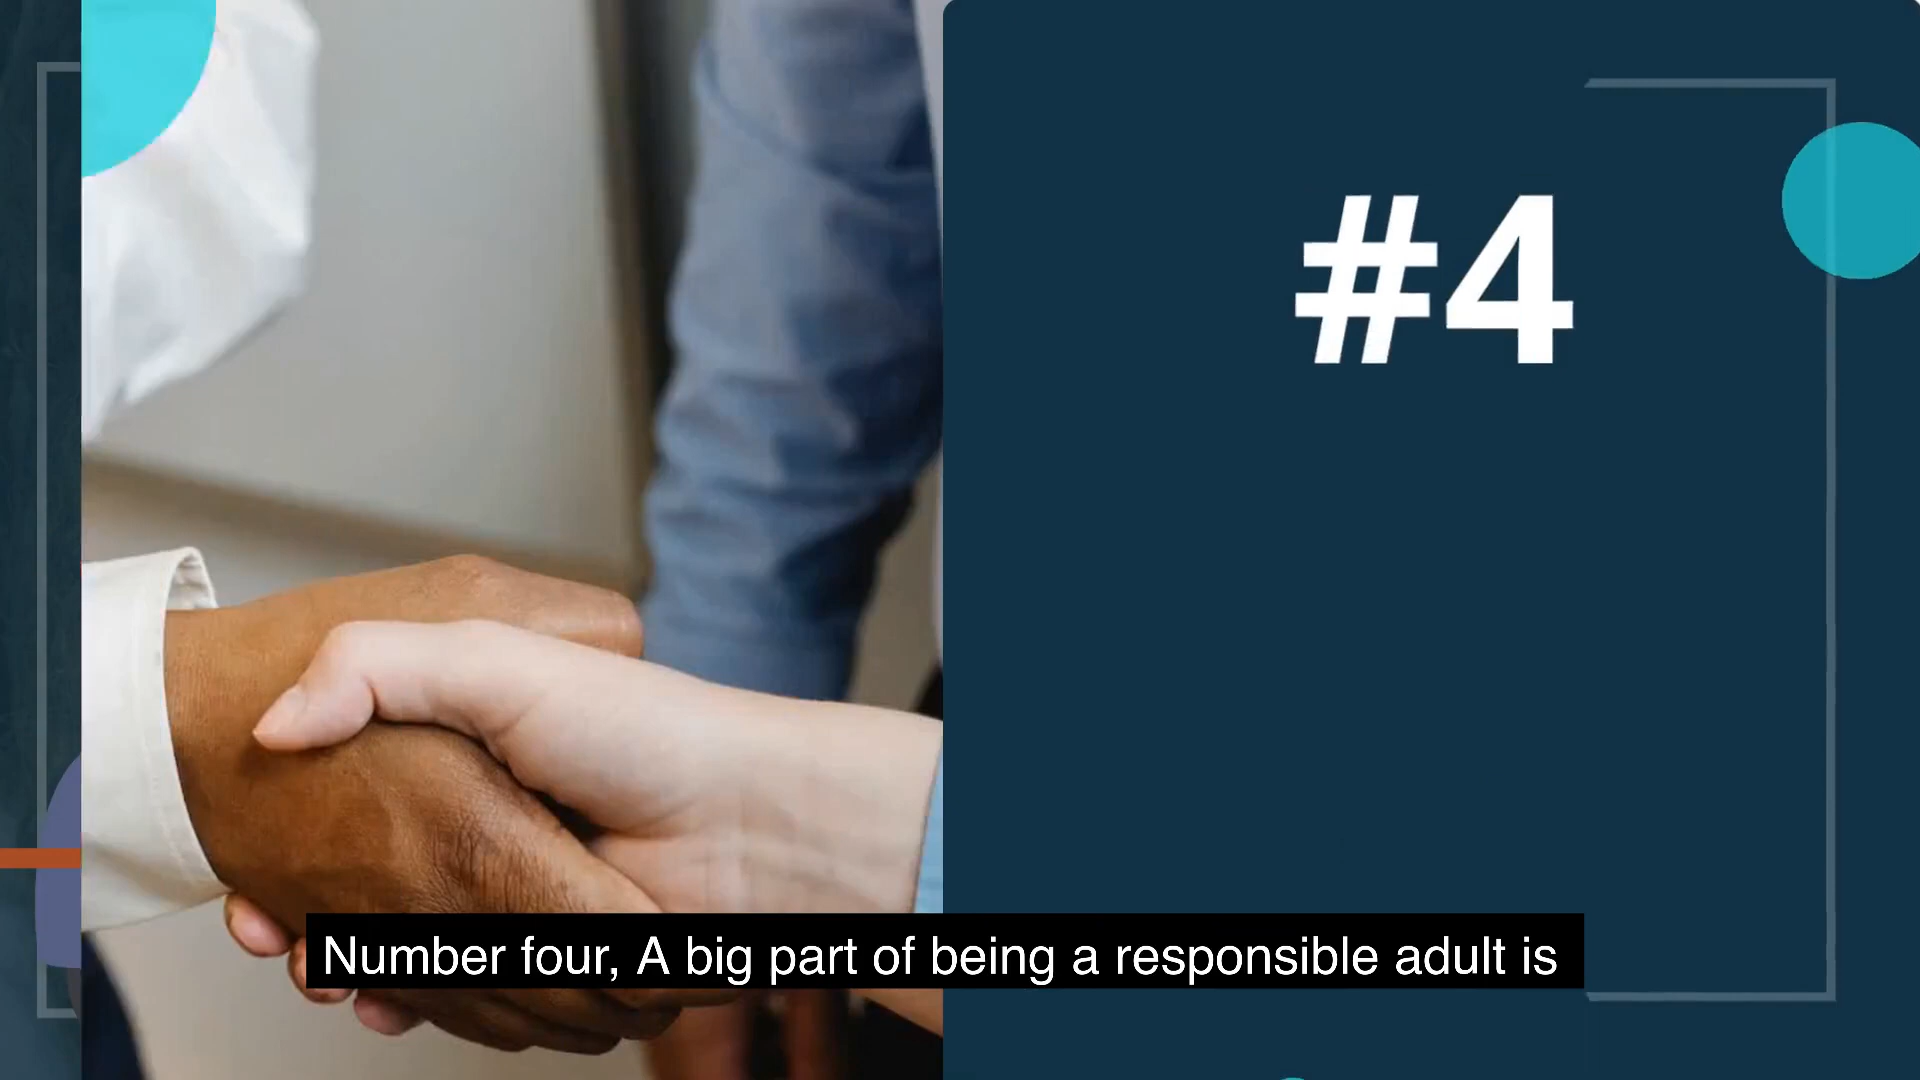 #4
Number four, A big part of being a responsible adult is